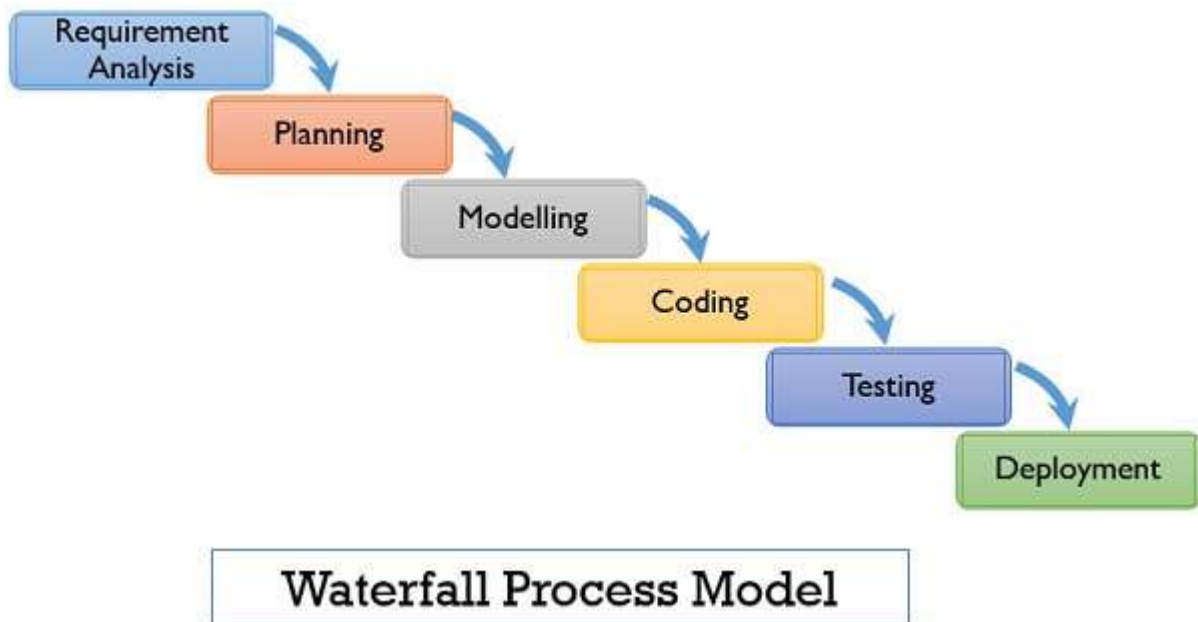 Requirement
Analysis
Planning
Modelling
Coding
Testing
Deployment
Waterfall Process Model